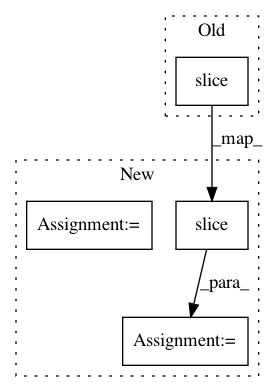 Old
slice
_map_
New
Assignment:=
slice
_para_
Assignment:=